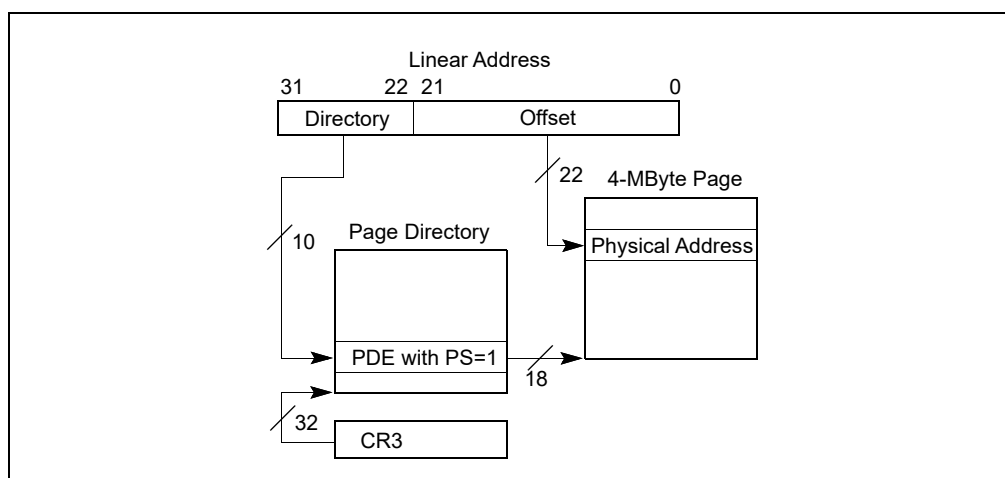 Linear Address
31 22 21 0
Directory Offset
22
4-MByte Page
10
Page Directory
Physical Address
PDE with PS=1
18
32
CR3